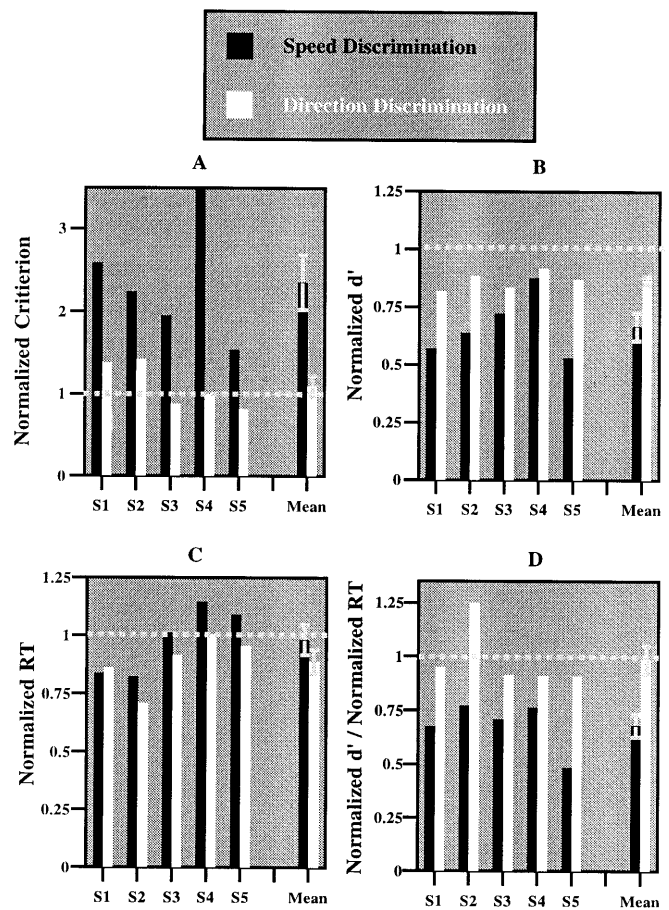 Speed Discrimination
Direction Discrimination
A
Normalized Critierion
3
2
1
0
S1 S2 S3 S4 S5 Mean
B
Normalized d'
1.25
1
0.75
0.5
0.25
0
S1 S2 S3 S4 S5 Mean
C
Normalized RT
1.25
1
0.75
0.5
0.25
0
S1 S2 S3 S4 S5 Mean
D
Normalized d' / Normalized RT
1.25
1
0.75
0.5
0.25
0
S1 S2 S3 S4 S5 Mean